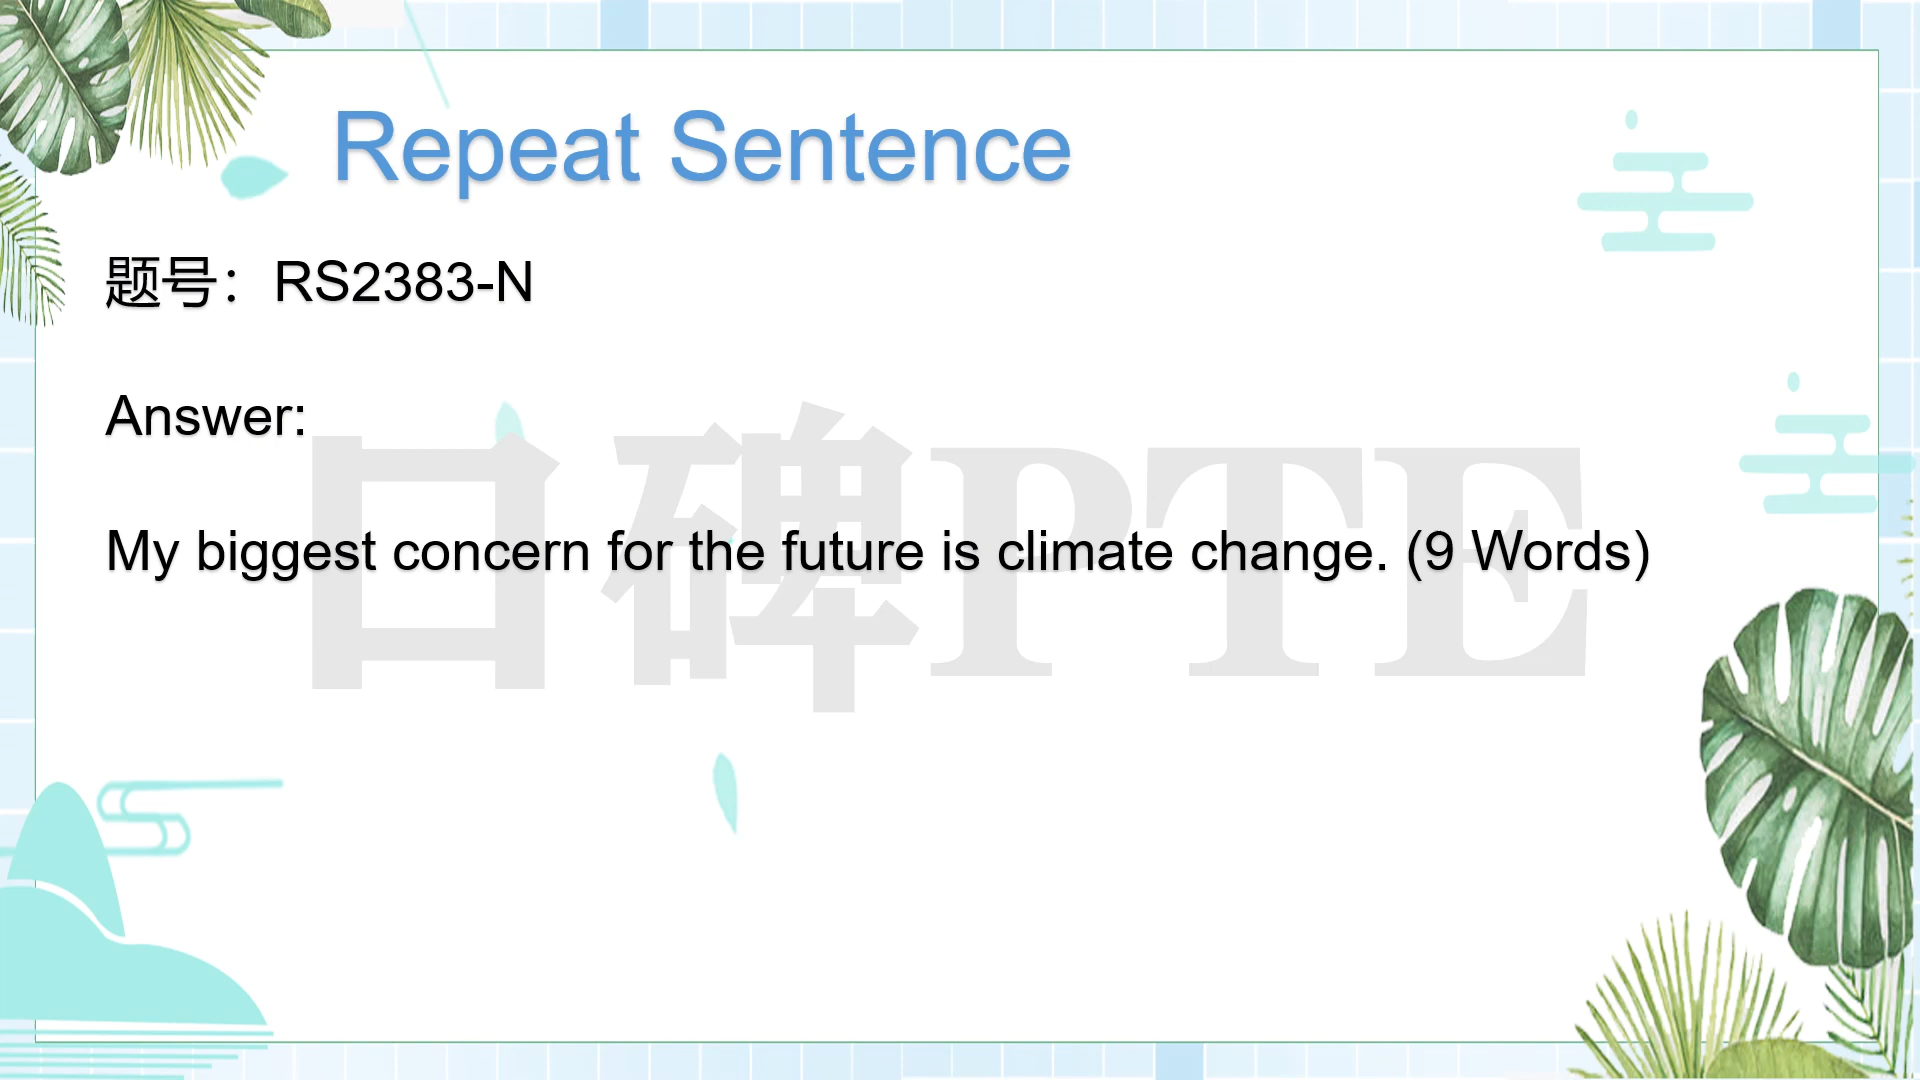 Repeat Sentence
题号：RS2383-N
Answer:
口碑PTE
My biggest concern for the future is climate change. (9 Words)